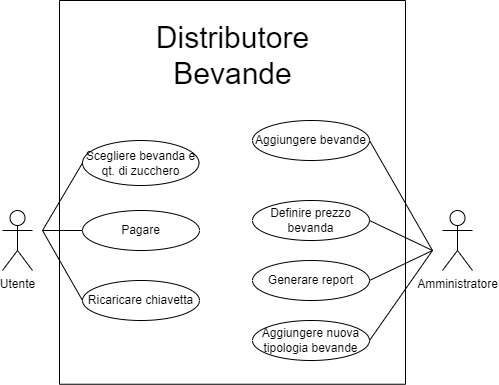 Distributore
Bevande
Scegliere bevanda e
qt. di zucchero
Pagare
Ricaricare chiavetta
Aggiungere bevande
Definire prezzo
bevanda
Generare report
Aggiungere nuova
tipologia bevande
Utente
Amministratore